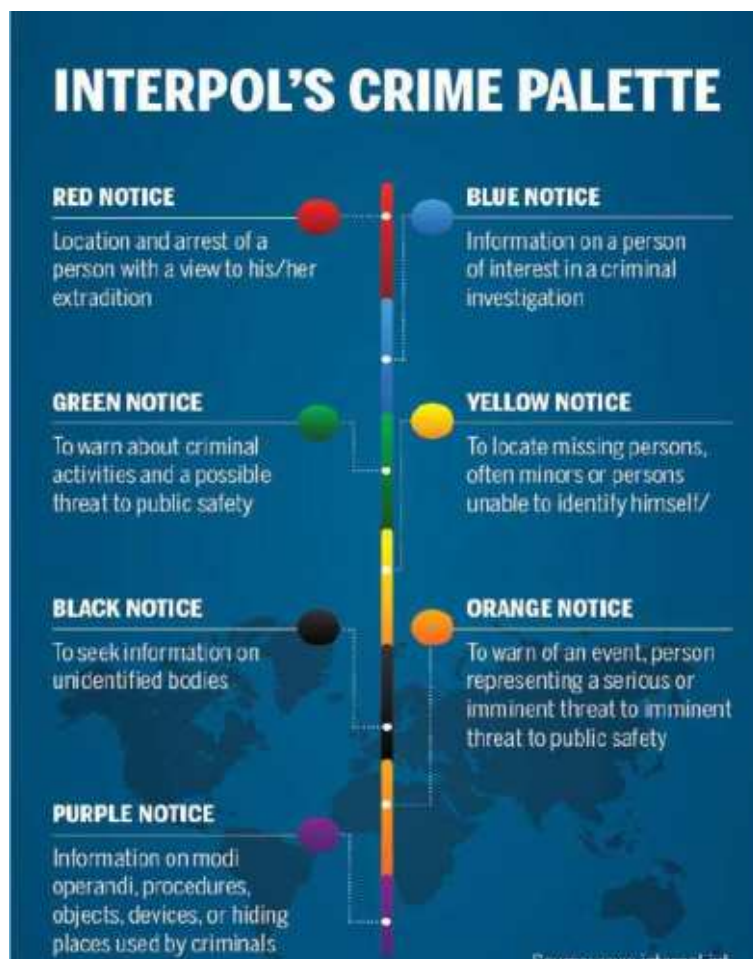 INTERPOL'S CRIME PALETTE
RED NOTICE
Location and arrest of a
person with a view to his/her
extradition
BLUE NOTICE
Information on a person
of interest in a criminal
investigation
GREEN NOTICE
To warn about criminal
activities and a possible
threat to public safety
YELLOW NOTICE
To locate missing persons,
often minors or persons
unable to identify himself/
BLACK NOTICE
To seek information on
unidentified bodies
ORANGE NOTICE
To warn of an event, person
representing a serious or
imminent threat to imminent
threat to public safety
PURPLE NOTICE
Information on modi
operandi, procedures,
objects, devices, or hiding
places used by criminals